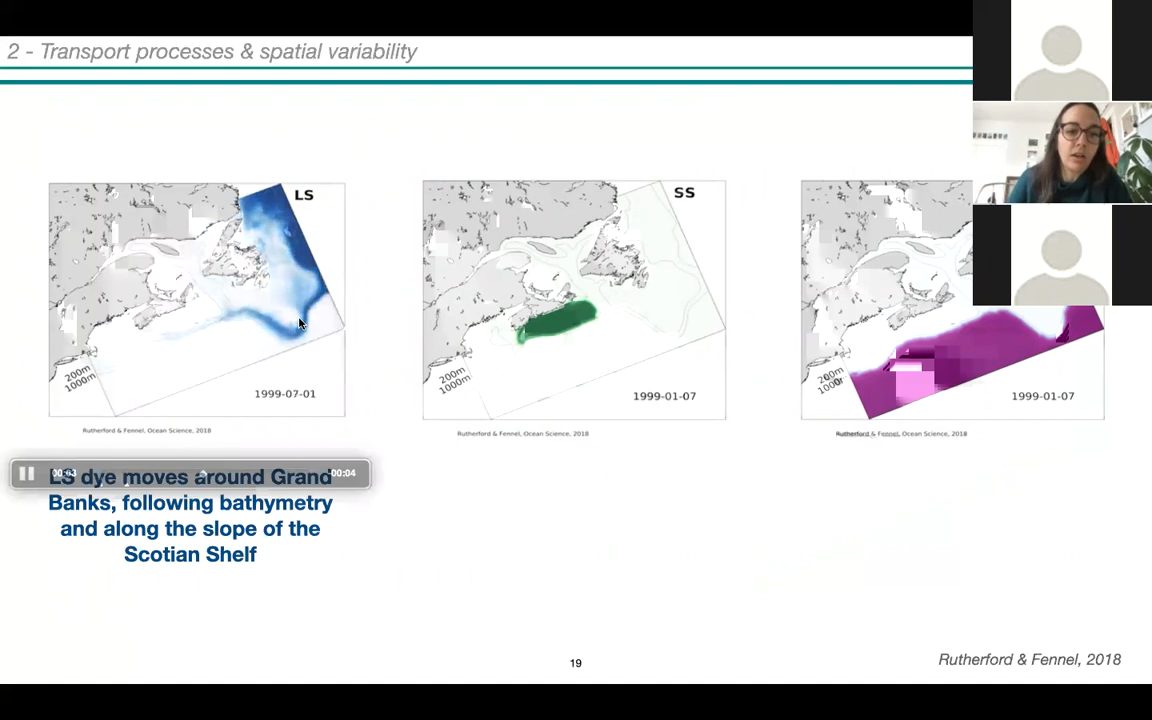 2 - Transport processes & spatial variability
LS
200m
1000m
1999-07-01
Rutherford & Fennel, Ocean Science, 2018
SS
200m
1000m
1999-01-07
Rutherford & Fennel, Ocean Science, 2018
200m
1999-01-07
Rutherford & Fennel, Ocean Science, 2018
-00:04
LS dye moves around Grand
Banks, following bathymetry
and along the slope of the
Scotian Shelf
19
Rutherford & Fennel, 2018